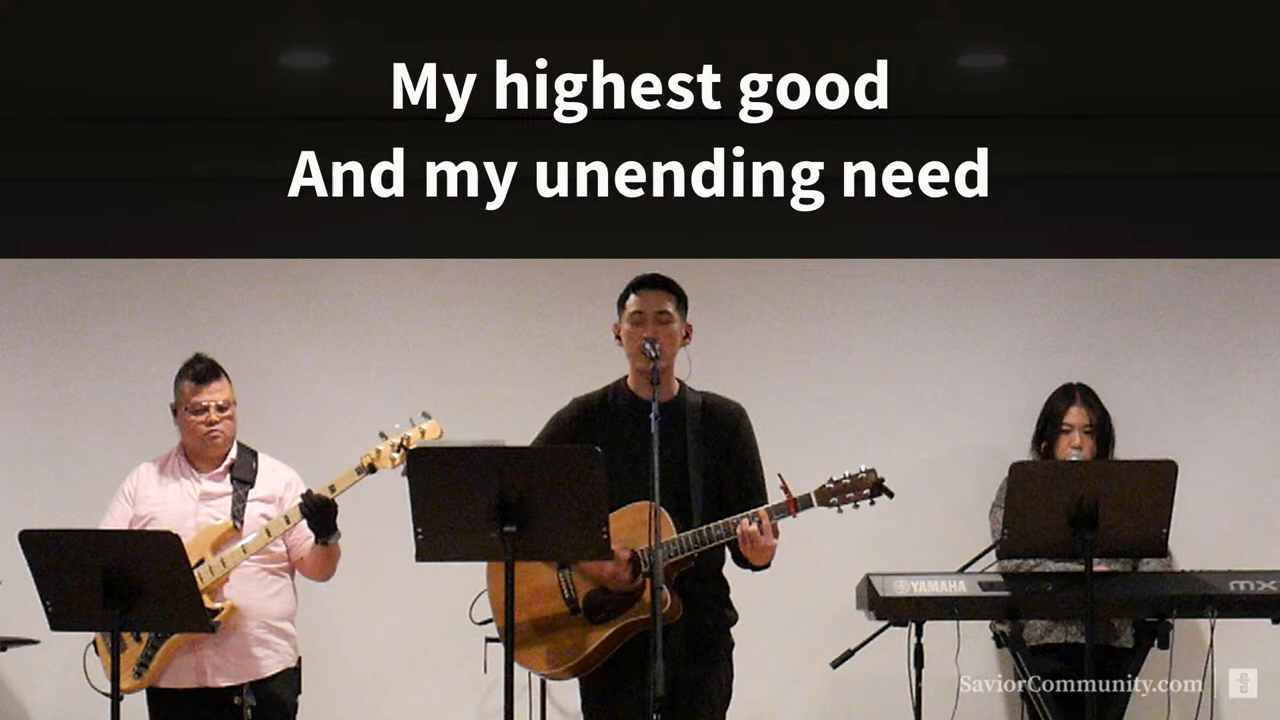 My highest good
And my unending need
YAMAHA
MX
SaviorCommunity.com